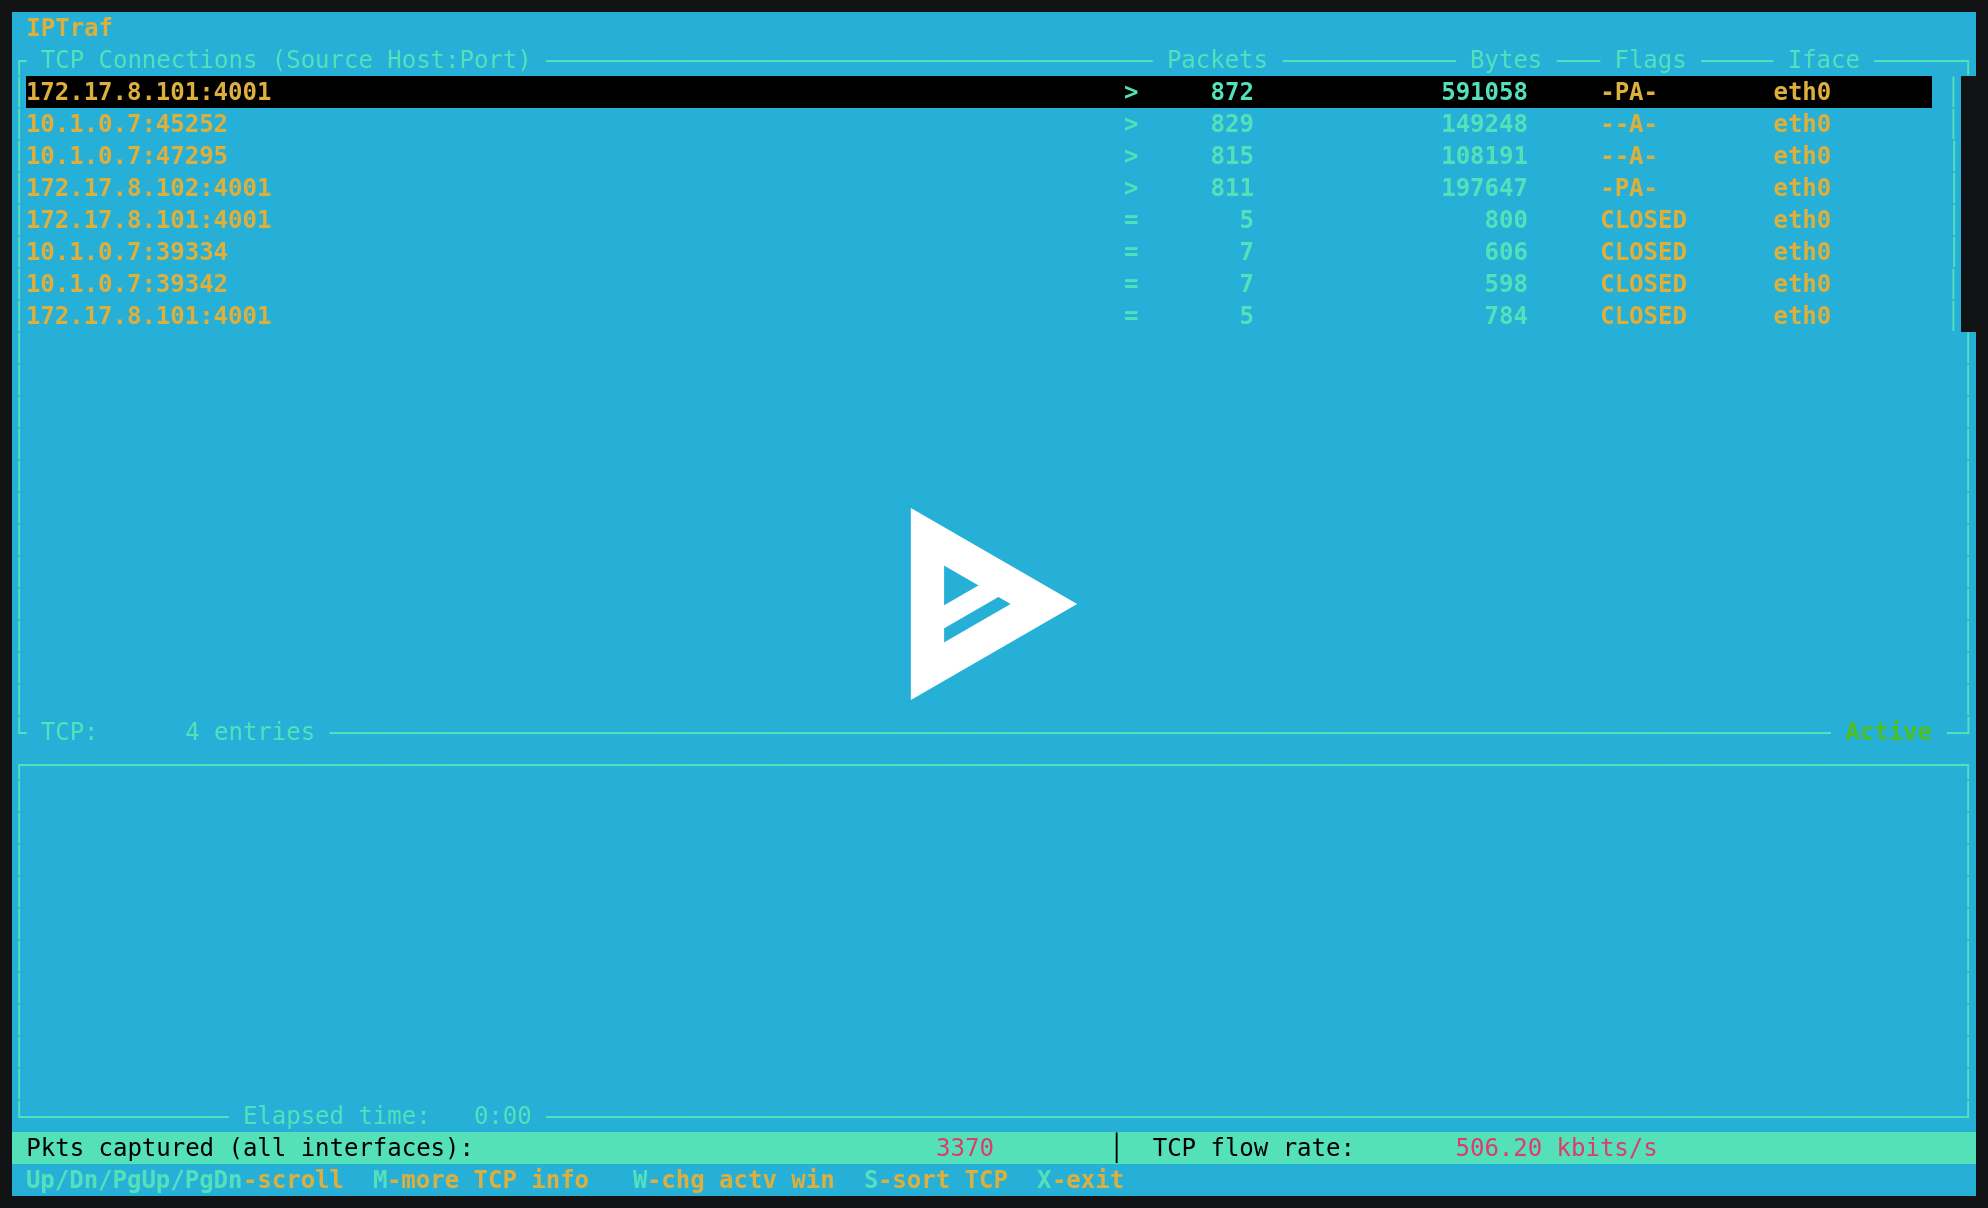 IPTraf
TCP Connections (Source Host:Port) Packets Bytes Flags Iface
172.17.8.101:4001 > 872 591058 -PA- eth0
10.1.0.7:45252 > 829 149248 --A- eth0
10.1.0.7:47295 > 815 108191 --A- eth0
172.17.8.102:4001 > 811 197647 -PA- eth0
172.17.8.101:4001 = 5 800 CLOSED eth0
10.1.0.7:39334 = 7 606 CLOSED eth0
10.1.0.7:39342 = 7 598 CLOSED eth0
172.17.8.101:4001 = 5 784 CLOSED eth0
TCP: 4 entries Active
Elapsed time: 0:00
Pkts captured (all interfaces): 3370 │ TCP flow rate: 506.20 kbits/s
Up/Dn/PgUp/PgDn-scroll M-more TCP info W-chg actv win S-sort TCP X-exit